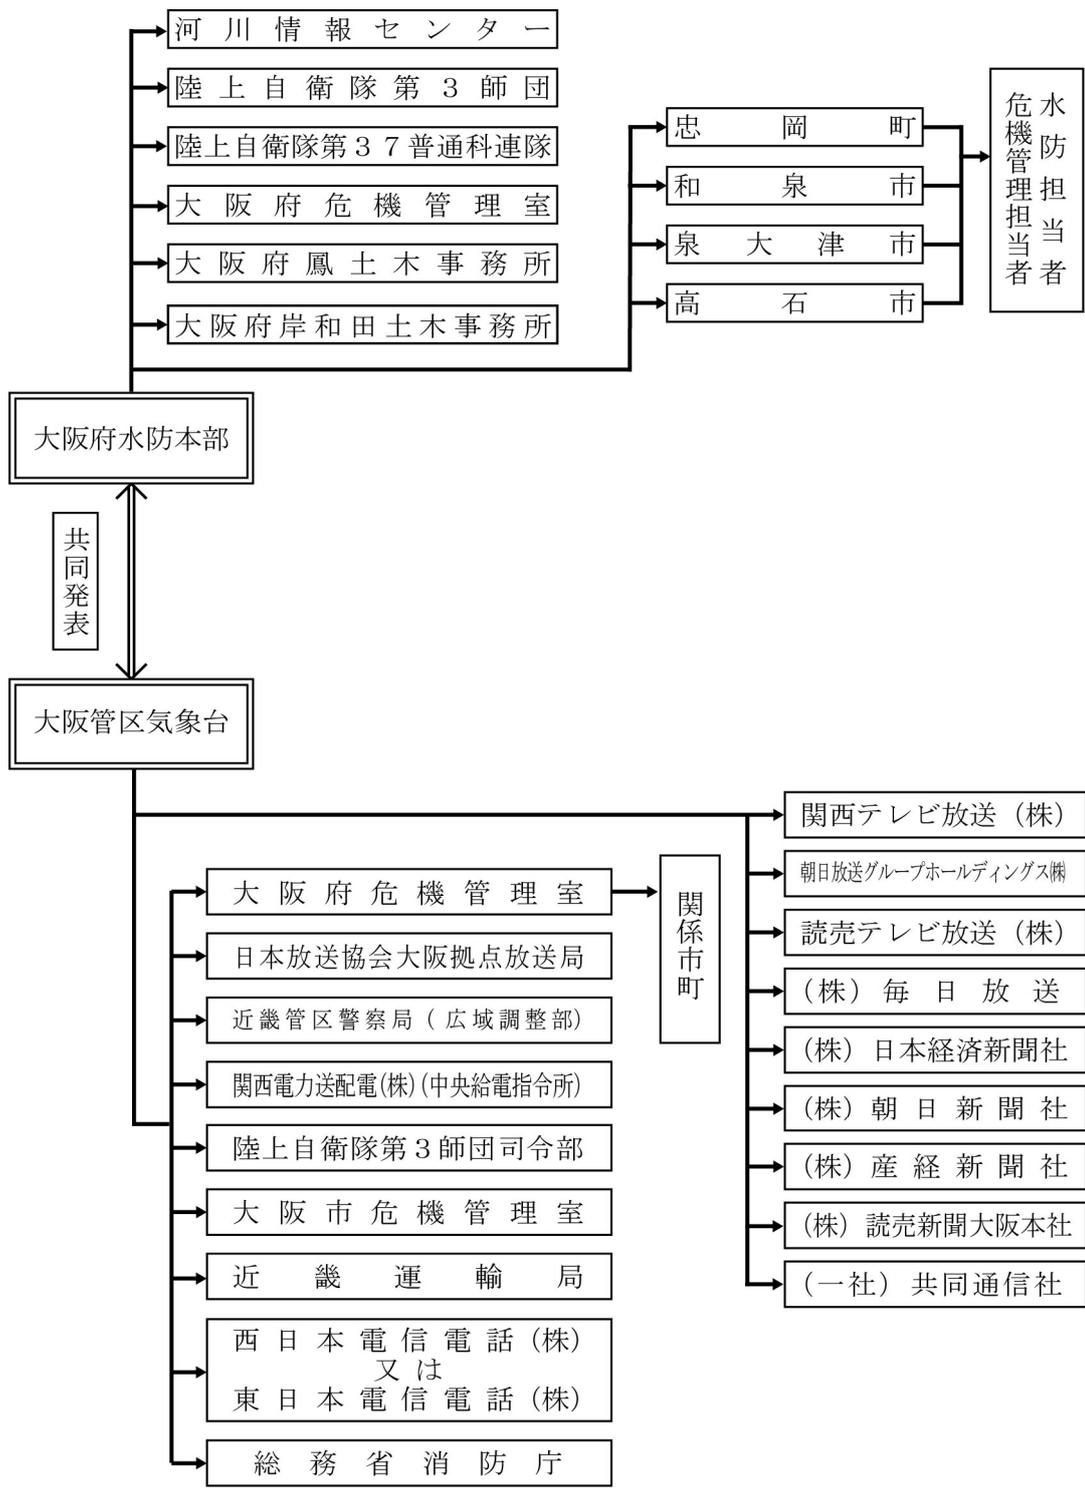 河川情報センター
陸上自衛隊第３師団
陸上自衛隊第３７普通科連隊
大阪府危機管理室
大阪府鳳土木事務所
大阪府岸和田土木事務所
忠岡町
和泉市
泉大津市
高石市
水防担当者
危機管理担当者
大阪府水防本部
共同発表
大阪管区気象台
関西テレビ放送（株）
朝日放送グループホールディングス㈱
読売テレビ放送（株）
（株）毎日放送
（株）日本経済新聞社
（株）朝日新聞社
（株）産経新聞社
（株）読売新聞大阪本社
（一社）共同通信社
大阪府危機管理室
関係市町
日本放送協会大阪拠点放送局
近畿管区警察局（広域調整部）
関西電力送配電(株)(中央給電指令所)
陸上自衛隊第３師団司令部
大阪市危機管理室
近畿運輸局
西日本電信電話（株）
又は
東日本電信電話（株）
総務省消防庁